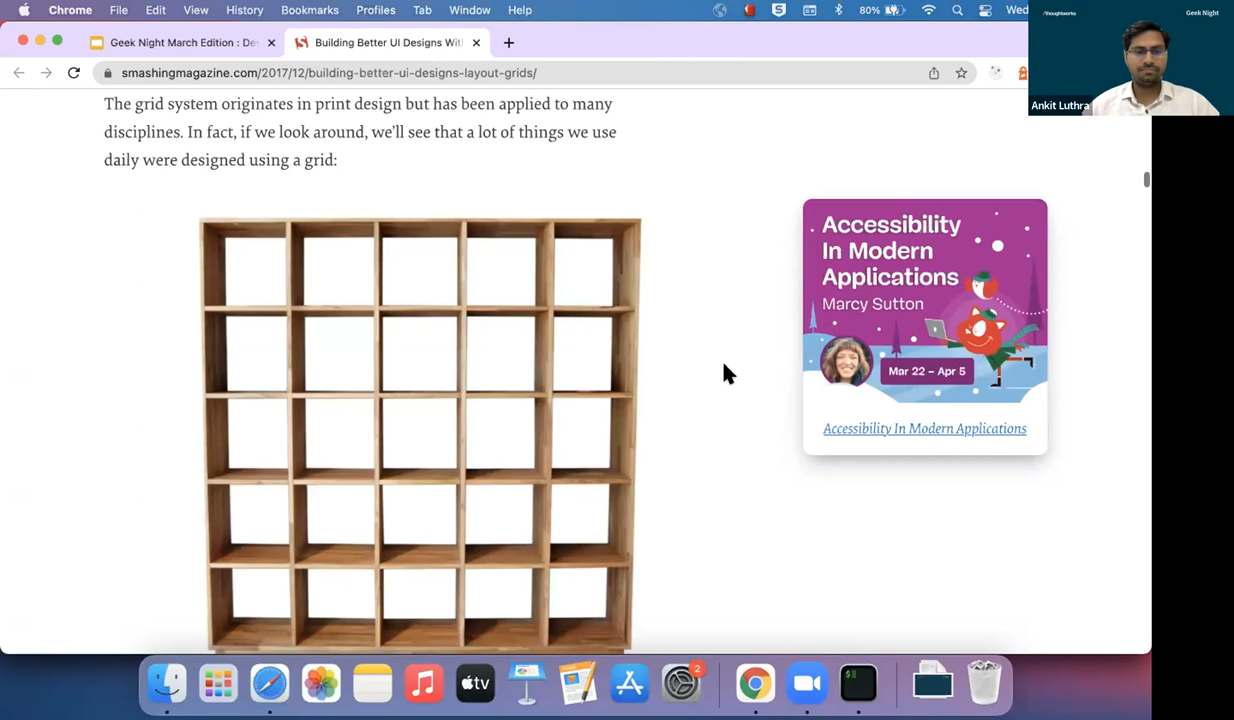 Chrome File Edit View History Bookmarks Profiles Tab Window Help
80%
Wed
/thoughtworks
Geek Night
Geek Night March Edition : De
Building Better UI Designs Wit
smashingmagazine.com/2017/12/building-better-ui-designs-layout-grids/
Ankit Luthra
The grid system originates in print design but has been applied to many
disciplines. In fact, if we look around, we’ll see that a lot of things we use
daily were designed using a grid:
Accessibility
In Modern
Applications
Marcy Sutton
Mar 22 – Apr 5
Accessibility In Modern Applications
tv
2